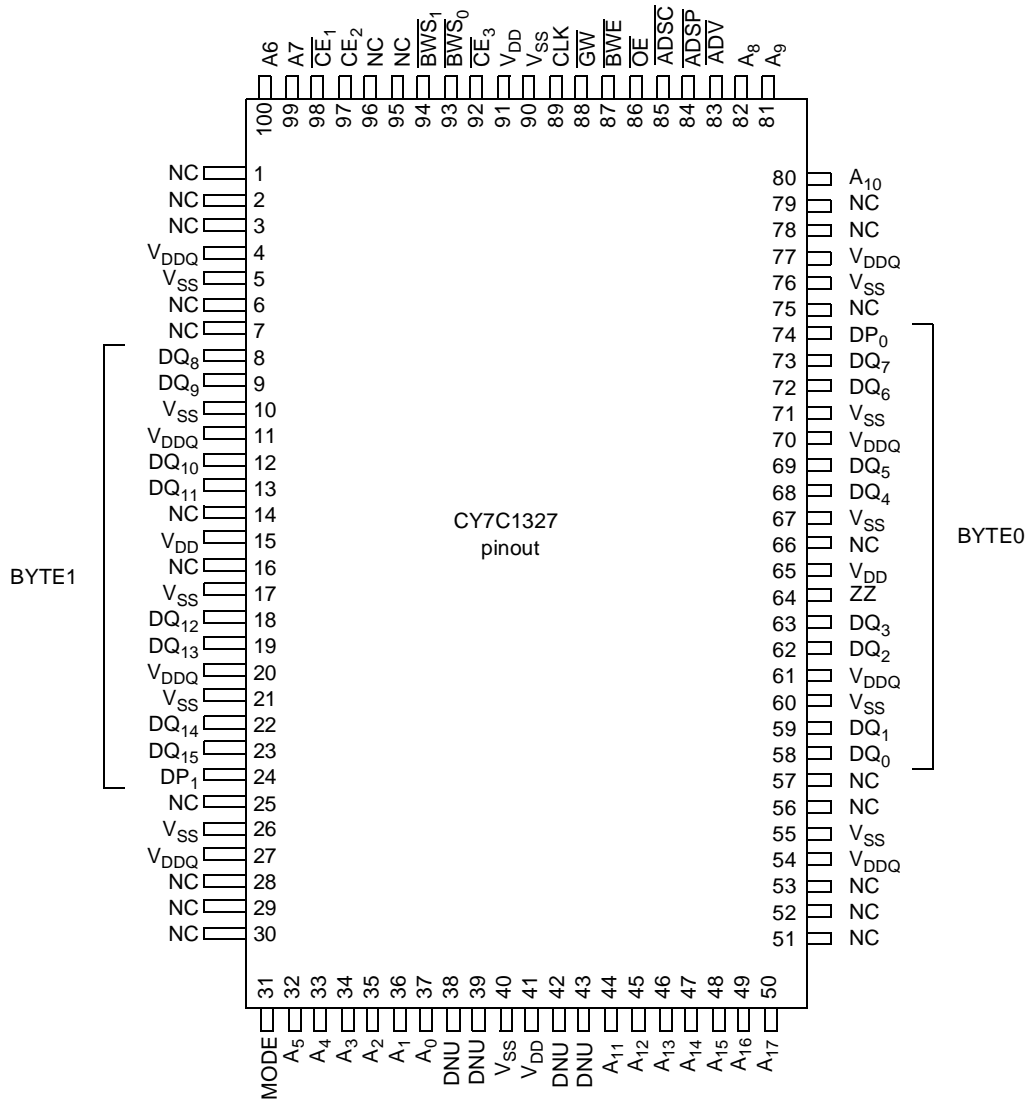 A6
A7
CE1
CE2
NC
NC
BWS1
BWS0
CE3
VDD
VSS
CLK
GW
BWE
OE
ADSC
ADSP
ADV
A8
A9
100
99
98
97
96
95
94
93
92
91
90
89
88
87
86
85
84
83
82
81
NC 1
NC 2
NC 3
VDDQ 4
VSS 5
NC 6
NC 7
DQ8 8
DQ9 9
VSS 10
VDDQ 11
DQ10 12
DQ11 13
NC 14
VDD 15
NC 16
VSS 17
DQ12 18
DQ13 19
VDDQ 20
VSS 21
DQ14 22
DQ15 23
DP1 24
NC 25
VSS 26
VDDQ 27
NC 28
NC 29
NC 30
BYTE1
CY7C1327
pinout
80 A10
79 NC
78 NC
77 VDDQ
76 VSS
75 NC
74 DP0
73 DQ7
72 DQ6
71 VSS
70 VDDQ
69 DQ5
68 DQ4
67 VSS
66 NC
65 VDD
64 ZZ
63 DQ3
62 DQ2
61 VDDQ
60 VSS
59 DQ1
58 DQ0
57 NC
56 NC
55 VSS
54 VDDQ
53 NC
52 NC
51 NC
BYTE0
31
32
33
34
35
36
37
38
39
40
41
42
43
44
45
46
47
48
49
50
MODE
A5
A4
A3
A2
A1
A0
DNU
DNU
VSS
VDD
DNU
DNU
A11
A12
A13
A14
A15
A16
A17